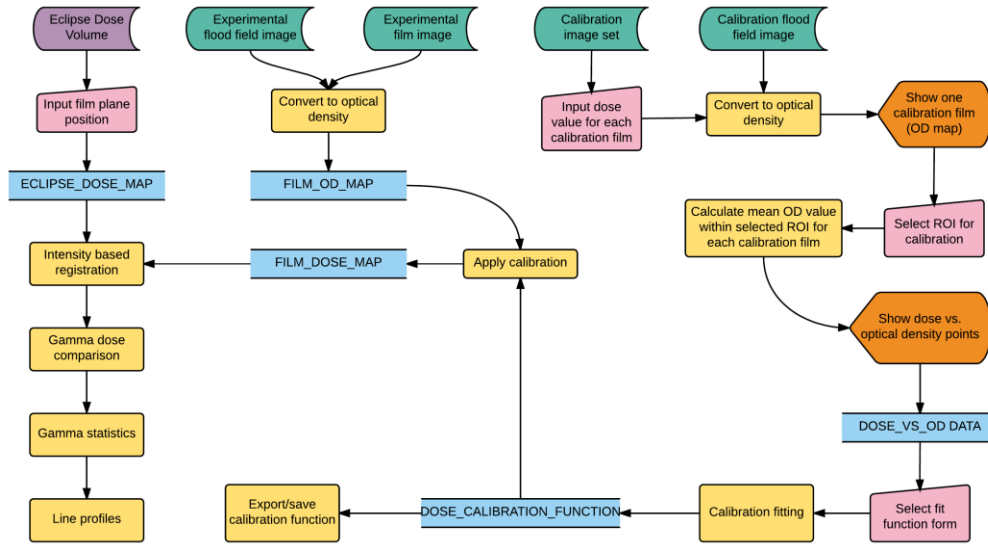 Eclipse Dose
Volume
Experimental
flood field image
Experimental
film image
Calibration
image set
Calibration flood
field image
Input film plane
position
Convert to optical
density
Input dose
value for each
calibration film
Convert to optical
density
Show one
calibration film
(OD map)
ECLIPSE_DOSE_MAP
FILM_OD_MAP
Calculate mean OD value
within selected ROI for
each calibration film
Select ROI for
calibration
Intensity based
registration
FILM_DOSE_MAP
Apply calibration
Show dose vs.
optical density points
Gamma dose
comparison
Gamma statistics
DOSE_VS_OD DATA
Line profiles
Export/save
calibration function
DOSE_CALIBRATION_FUNCTION
Calibration fitting
Select fit
function form